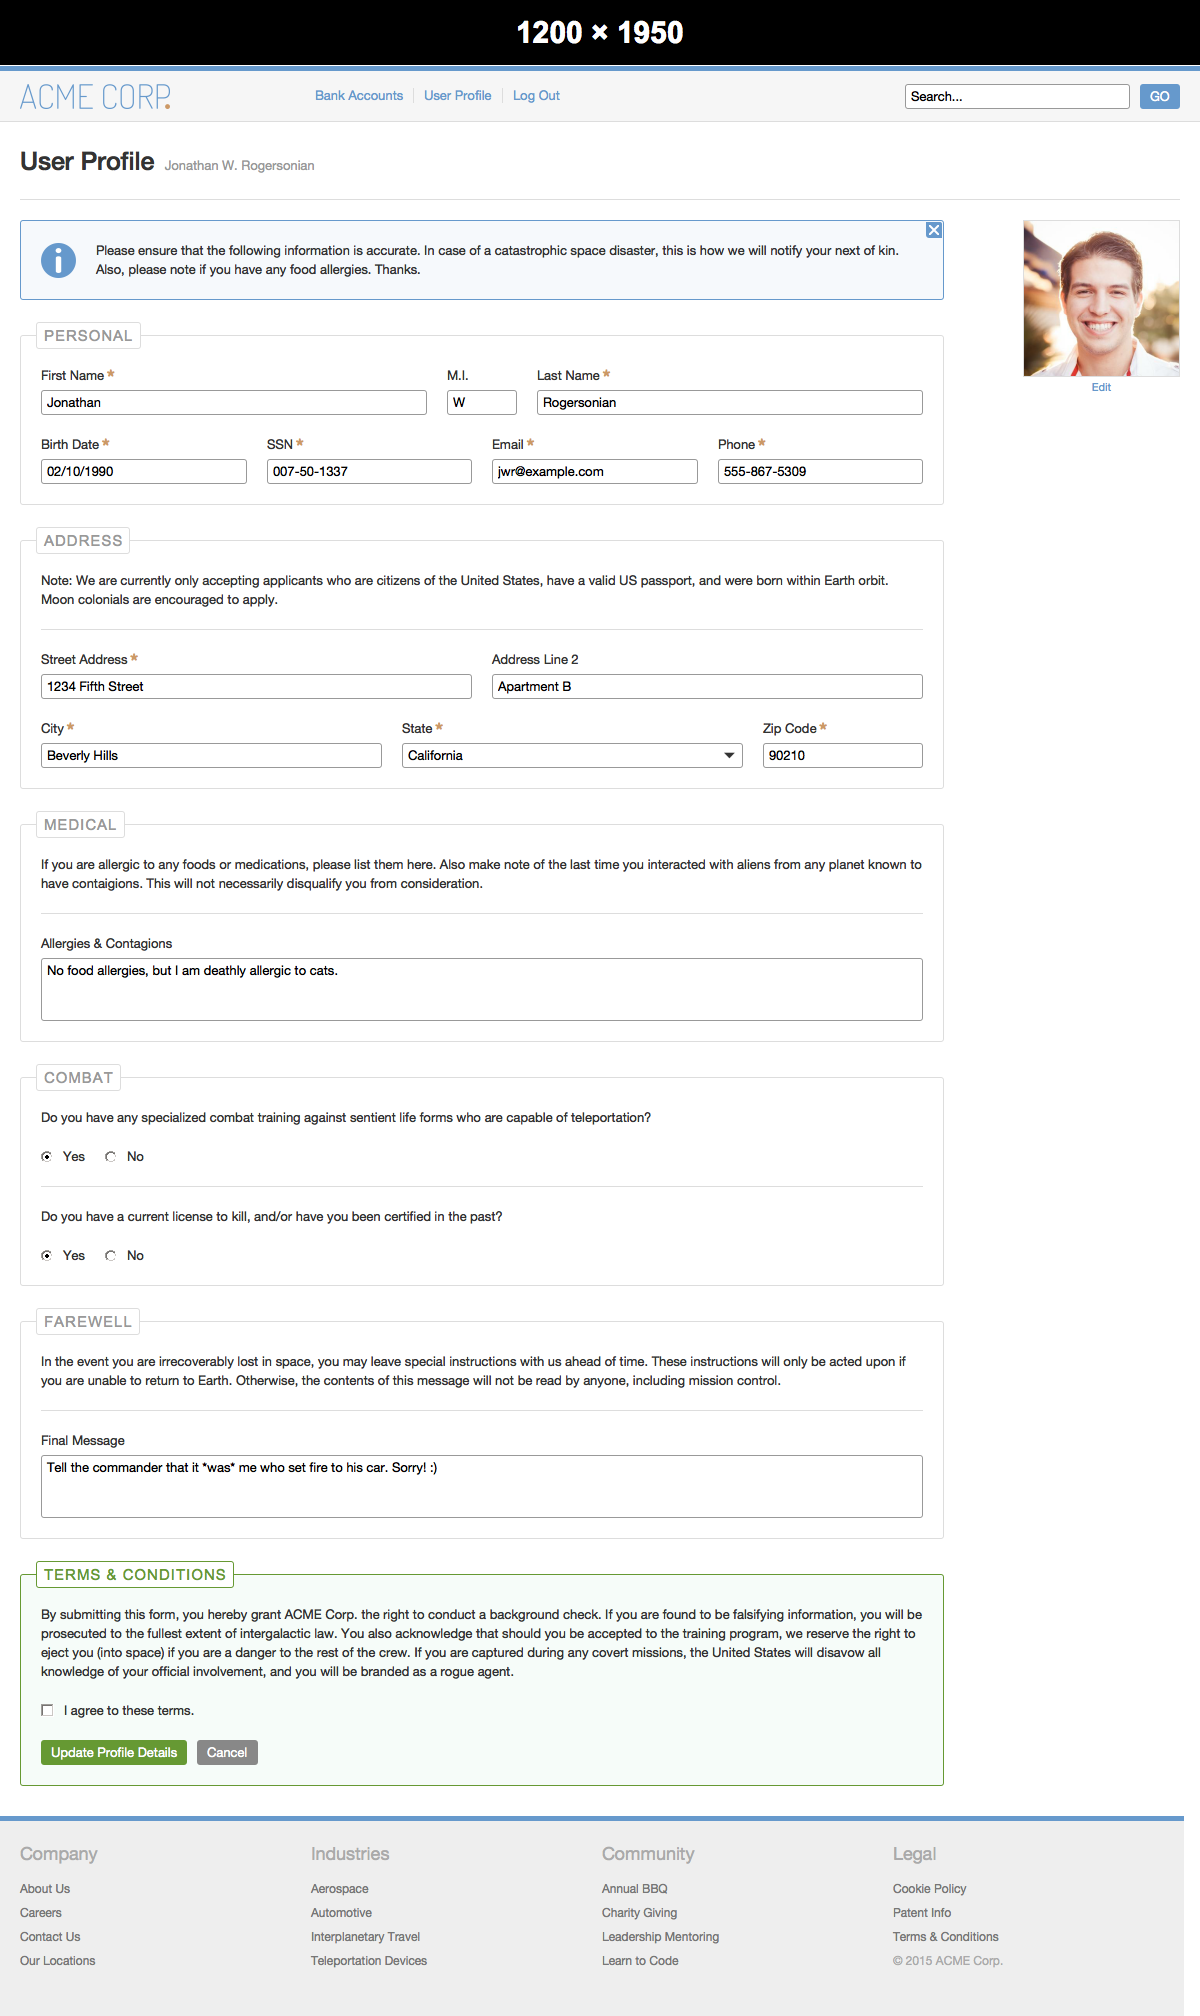 1200 × 1950
ACME CORP.
Bank Accounts
User Profile
Log Out
Search...
GO
User Profile Jonathan W. Rogersonian
Please ensure that the following information is accurate. In case of a catastrophic space disaster, this is how we will notify your next of kin.
Also, please note if you have any food allergies. Thanks.
Edit
PERSONAL
First Name * M.I. Last Name *
Jonathan W Rogersonian
Birth Date * SSN * Email * Phone *
02/10/1990 007-50-1337 jwr@example.com 555-867-5309
ADDRESS
Note: We are currently only accepting applicants who are citizens of the United States, have a valid US passport, and were born within Earth orbit.
Moon colonials are encouraged to apply.
Street Address * Address Line 2
1234 Fifth Street Apartment B
City * State * Zip Code *
Beverly Hills California 90210
MEDICAL
If you are allergic to any foods or medications, please list them here. Also make note of the last time you interacted with aliens from any planet known to
have contaigions. This will not necessarily disqualify you from consideration.
Allergies & Contagions
No food allergies, but I am deathly allergic to cats.
COMBAT
Do you have any specialized combat training against sentient life forms who are capable of teleportation?
Yes No
Do you have a current license to kill, and/or have you been certified in the past?
Yes No
FAREWELL
In the event you are irrecoverably lost in space, you may leave special instructions with us ahead of time. These instructions will only be acted upon if
you are unable to return to Earth. Otherwise, the contents of this message will not be read by anyone, including mission control.
Final Message
Tell the commander that it *was* me who set fire to his car. Sorry! :)
TERMS & CONDITIONS
By submitting this form, you hereby grant ACME Corp. the right to conduct a background check. If you are found to be falsifying information, you will be
prosecuted to the fullest extent of intergalactic law. You also acknowledge that should you be accepted to the training program, we reserve the right to
eject you (into space) if you are a danger to the rest of the crew. If you are captured during any covert missions, the United States will disavow all
knowledge of your official involvement, and you will be branded as a rogue agent.
I agree to these terms.
Update Profile Details Cancel
Company
About Us
Careers
Contact Us
Our Locations
Industries
Aerospace
Automotive
Interplanetary Travel
Teleportation Devices
Community
Annual BBQ
Charity Giving
Leadership Mentoring
Learn to Code
Legal
Cookie Policy
Patent Info
Terms & Conditions
© 2015 ACME Corp.